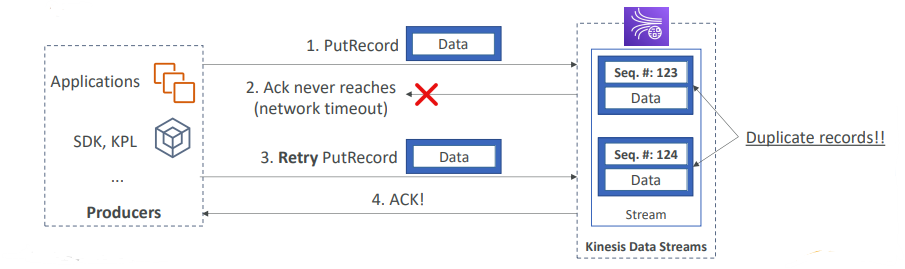 Applications
SDK, KPL
...
Producers
1. PutRecord
Data
2. Ack never reaches
(network timeout)
3. Retry PutRecord
Data
4. ACK!
Seq. #: 123
Data
Seq. #: 124
Data
Stream
Kinesis Data Streams
Duplicate records!!